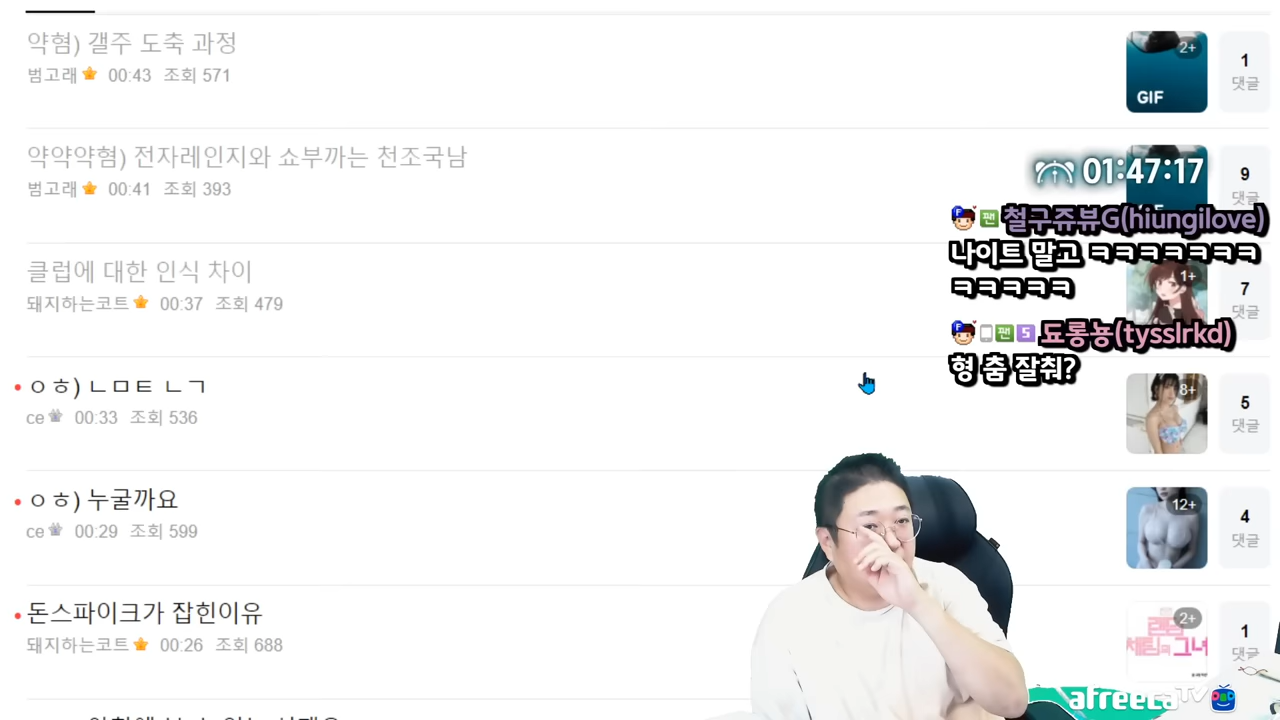 약혐) 갤주 도축 과정
범고래 00:43 조회 571
2+
GIF
1
댓글
약약약혐) 전자레인지와 쇼부까는 천조국남
범고래 00:41 조회 393
9
댓글
01:47:17
팬 철구쥬뷰G(hiungilove)
나이트 말고 ㅋㅋㅋㅋㅋㅋㅋ
ㅋㅋㅋㅋㅋ
클럽에 대한 인식 차이
돼지하는코트 00:37 조회 479
1+
7
댓글
팬 5 됴롱뇽(tysslrkd)
형 춤 잘춰?
ㅇㅎ) ㄴㅁㅌ ㄴㄱ
ce 00:33 조회 536
8+
5
댓글
ㅇㅎ) 누굴까요
ce 00:29 조회 599
12+
4
댓글
돈스파이크가 잡힌이유
돼지하는코트 00:26 조회 688
2+
그녀
1
댓글
afreecaTV